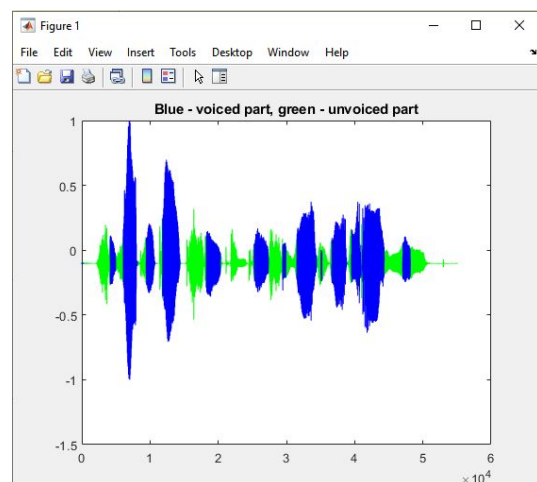 Figure 1
File Edit View Insert Tools Desktop Window Help
Blue - voiced part, green - unvoiced part
1
0.5
0
-0.5
-1
-1.5
0 1 2 3 4 5 6
×10^4